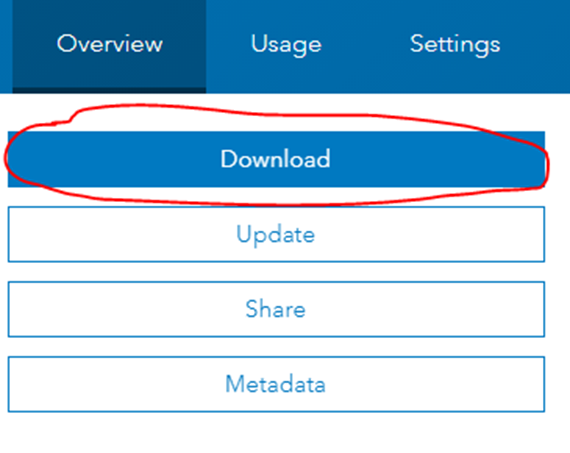 Overview Usage Settings
Download
Update
Share
Metadata